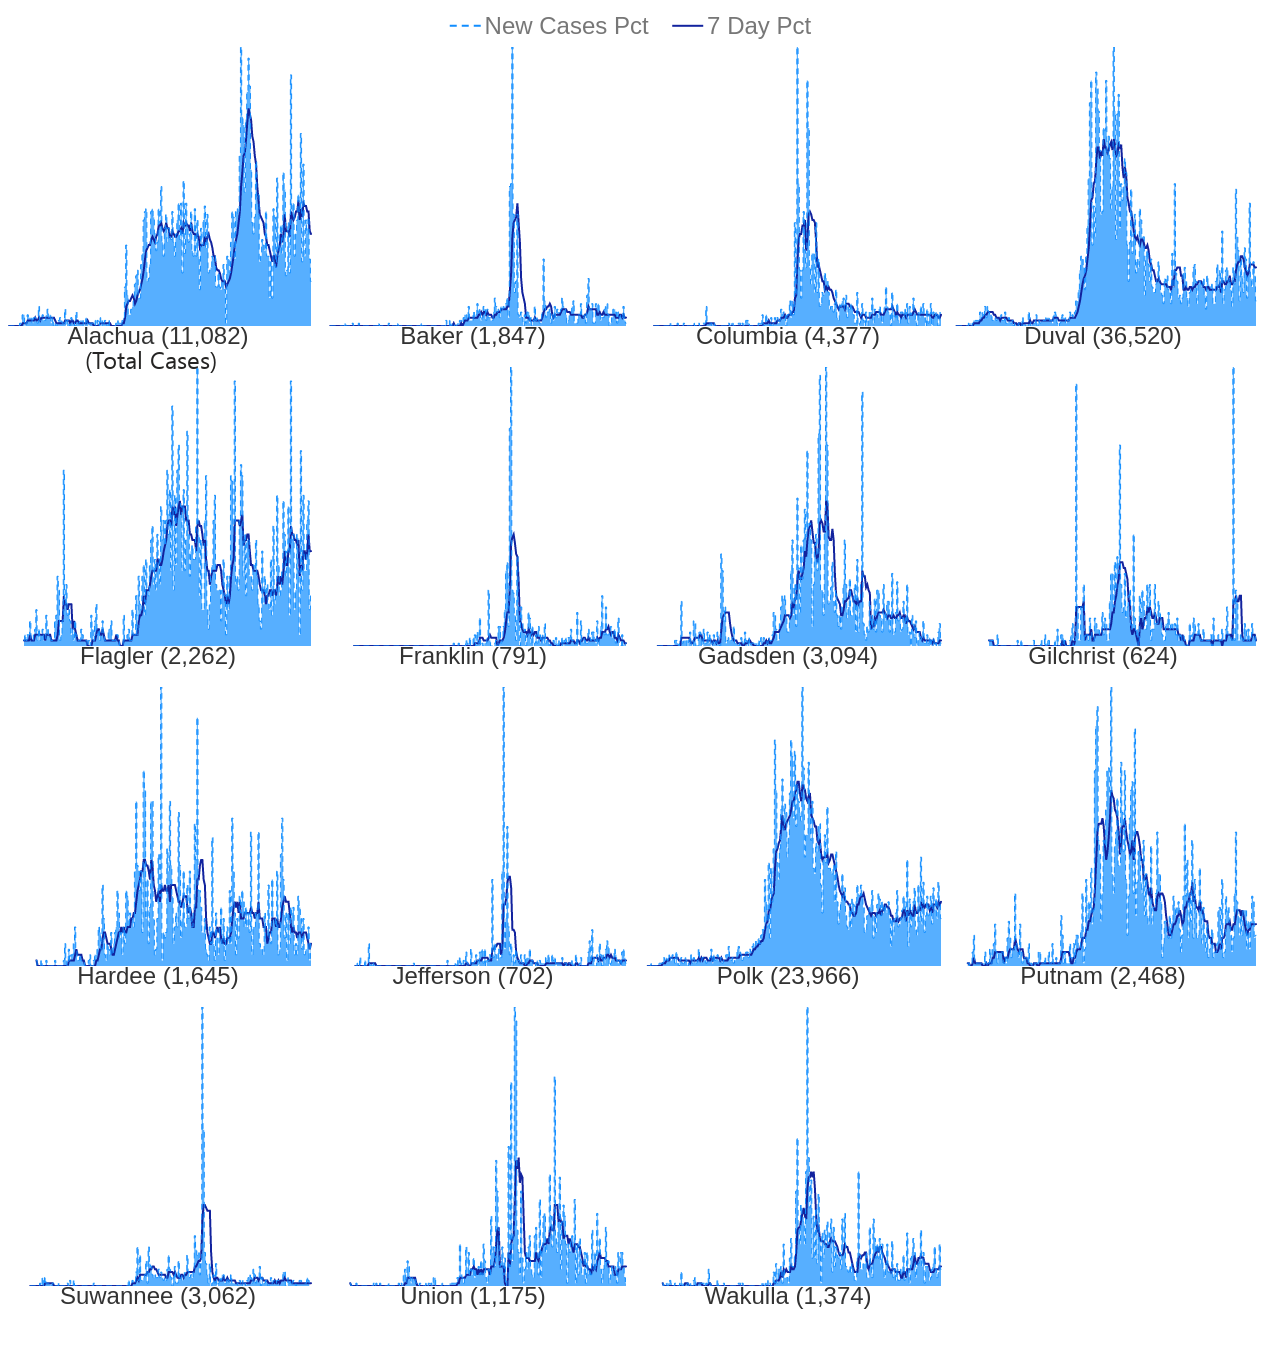 New Cases Pct 7 Day Pct
Alachua (11,082) Baker (1,847) Columbia (4,377) Duval (36,520)
(Total Cases)
Flagler (2,262) Franklin (791) Gadsden (3,094) Gilchrist (624)
Hardee (1,645) Jefferson (702) Polk (23,966) Putnam (2,468)
Suwannee (3,062) Union (1,175) Wakulla (1,374)